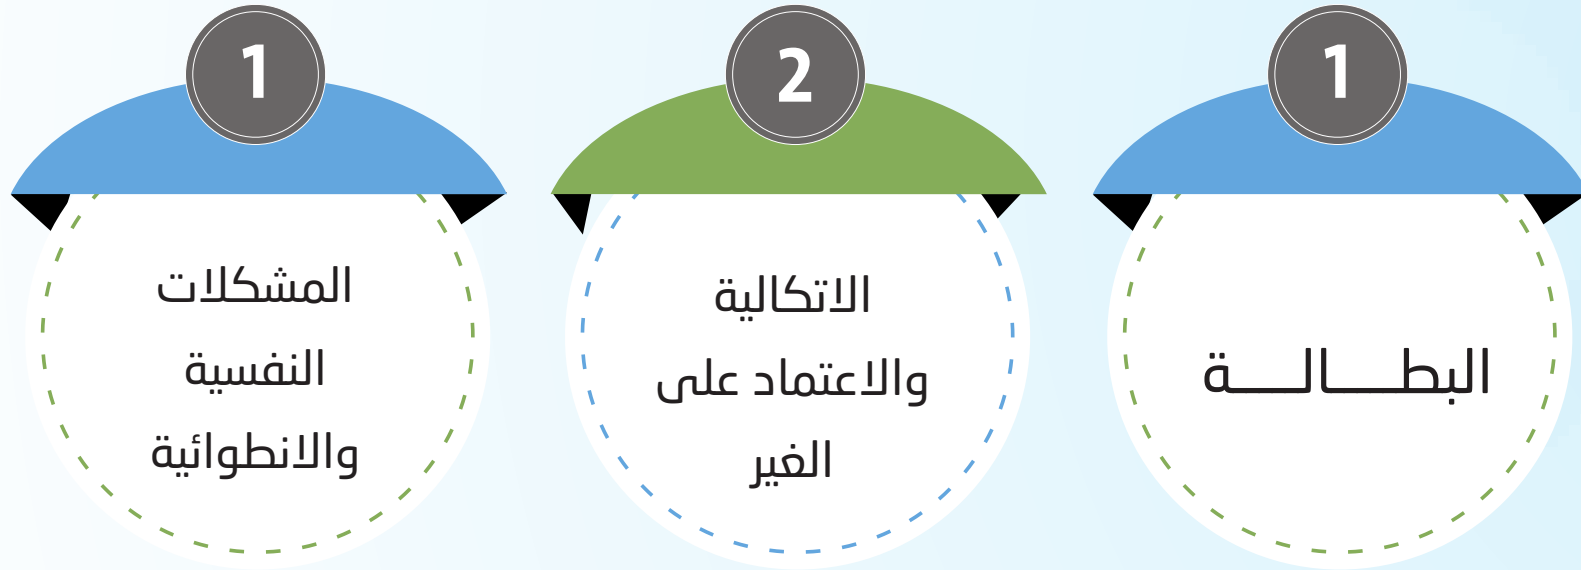 1
البطـــالـــة
2
الاتكالية
والاعتماد على
الغير
1
المشكلات
النفسية
والانطوائية